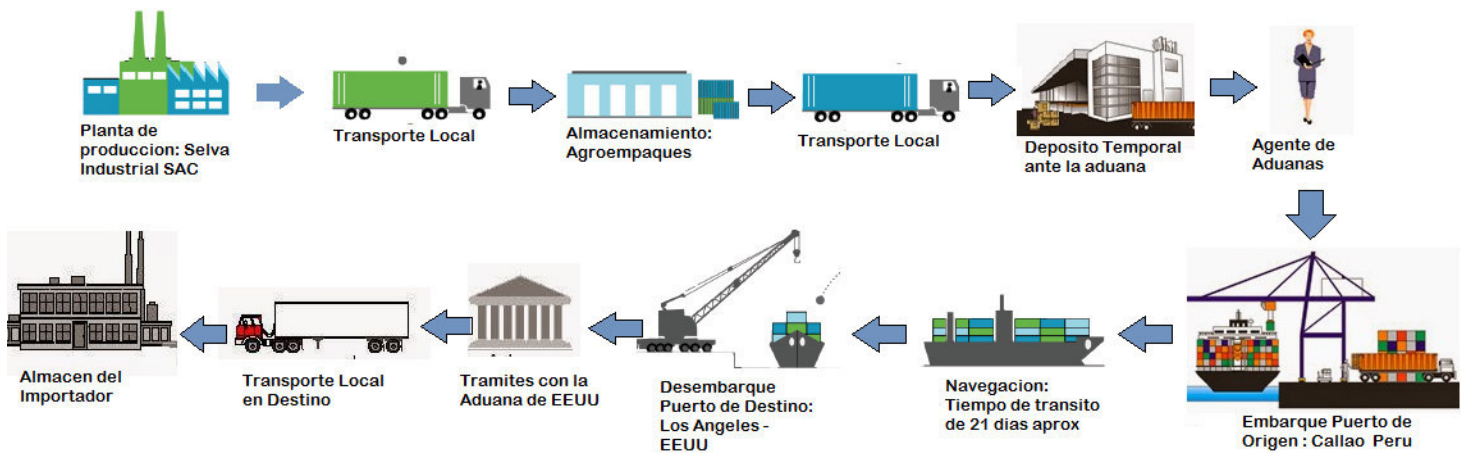 Planta de
produccion: Selva
Industrial SAC
Transporte Local
Almacenamiento:
Agroempaques
Transporte Local
Deposito Temporal
ante la aduana
Agente de
Aduanas
Embarque Puerto de
Origen : Callao Peru
Navegacion:
Tiempo de transito
de 21 dias aprox
Desembarque
Puerto de Destino:
Los Angeles -
EEUU
Tramites con la
Aduana de EEUU
Transporte Local
en Destino
Almacen del
Importador